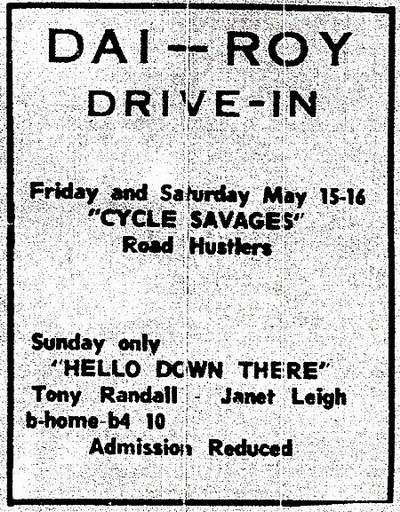 DAI—ROY
DRIVE-IN
Friday and Saturday May 15-16
"CYCLE SAVAGES"
Road Hustlers
Sunday only
"HELLO DOWN THERE"
Tony Randall - Janet Leigh
b-home-b4 10
Admission Reduced